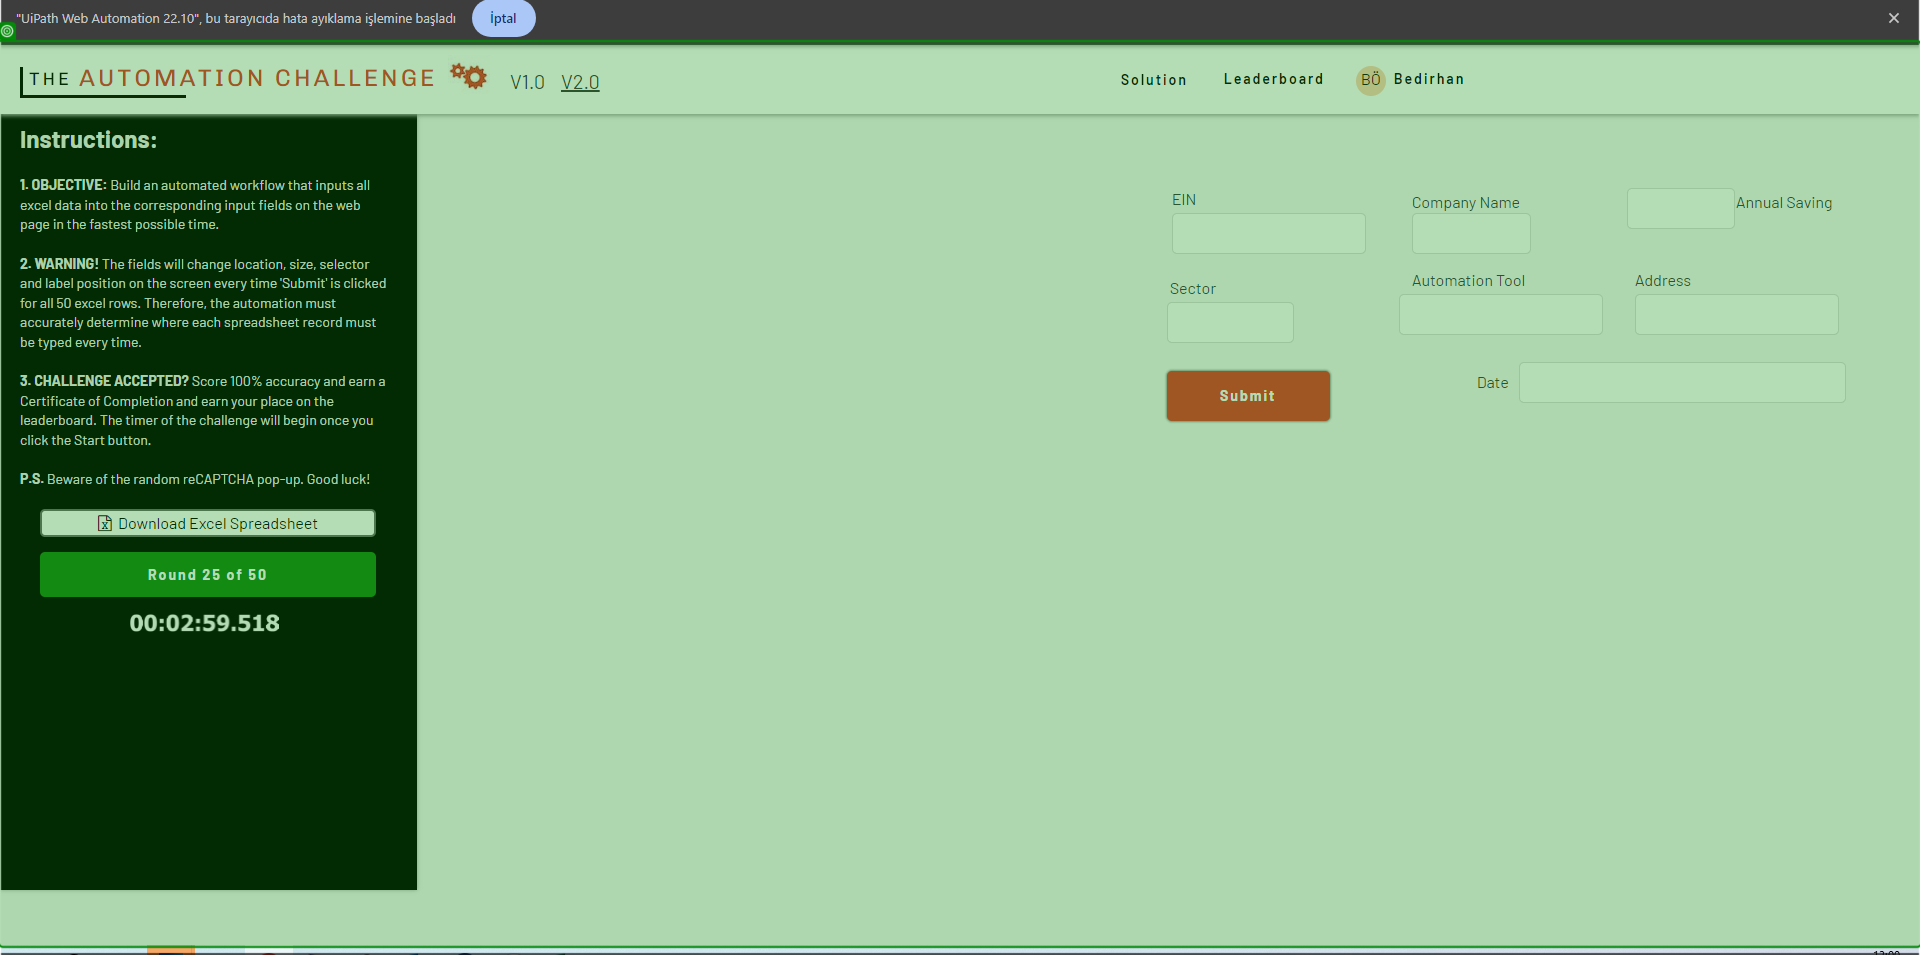 "UiPath Web Automation 22.10", bu tarayıcıda hata ayıklama işlemine başladı İptal
THE AUTOMATION CHALLENGE V1.0 V2.0 Solution Leaderboard BÖ Bedirhan
Instructions:
1. OBJECTIVE: Build an automated workflow that inputs all
excel data into the corresponding input fields on the web
page in the fastest possible time.
2. WARNING! The fields will change location, size, selector
and label position on the screen every time 'Submit' is clicked
for all 50 excel rows. Therefore, the automation must
accurately determine where each spreadsheet record must
be typed every time.
3. CHALLENGE ACCEPTED? Score 100% accuracy and earn a
Certificate of Completion and earn your place on the
leaderboard. The timer of the challenge will begin once you
click the Start button.
P.S. Beware of the random reCAPTCHA pop-up. Good luck!
Download Excel Spreadsheet
Round 25 of 50
00:02:59.518
EIN
Company Name
Annual Saving
Sector
Automation Tool
Address
Submit
Date